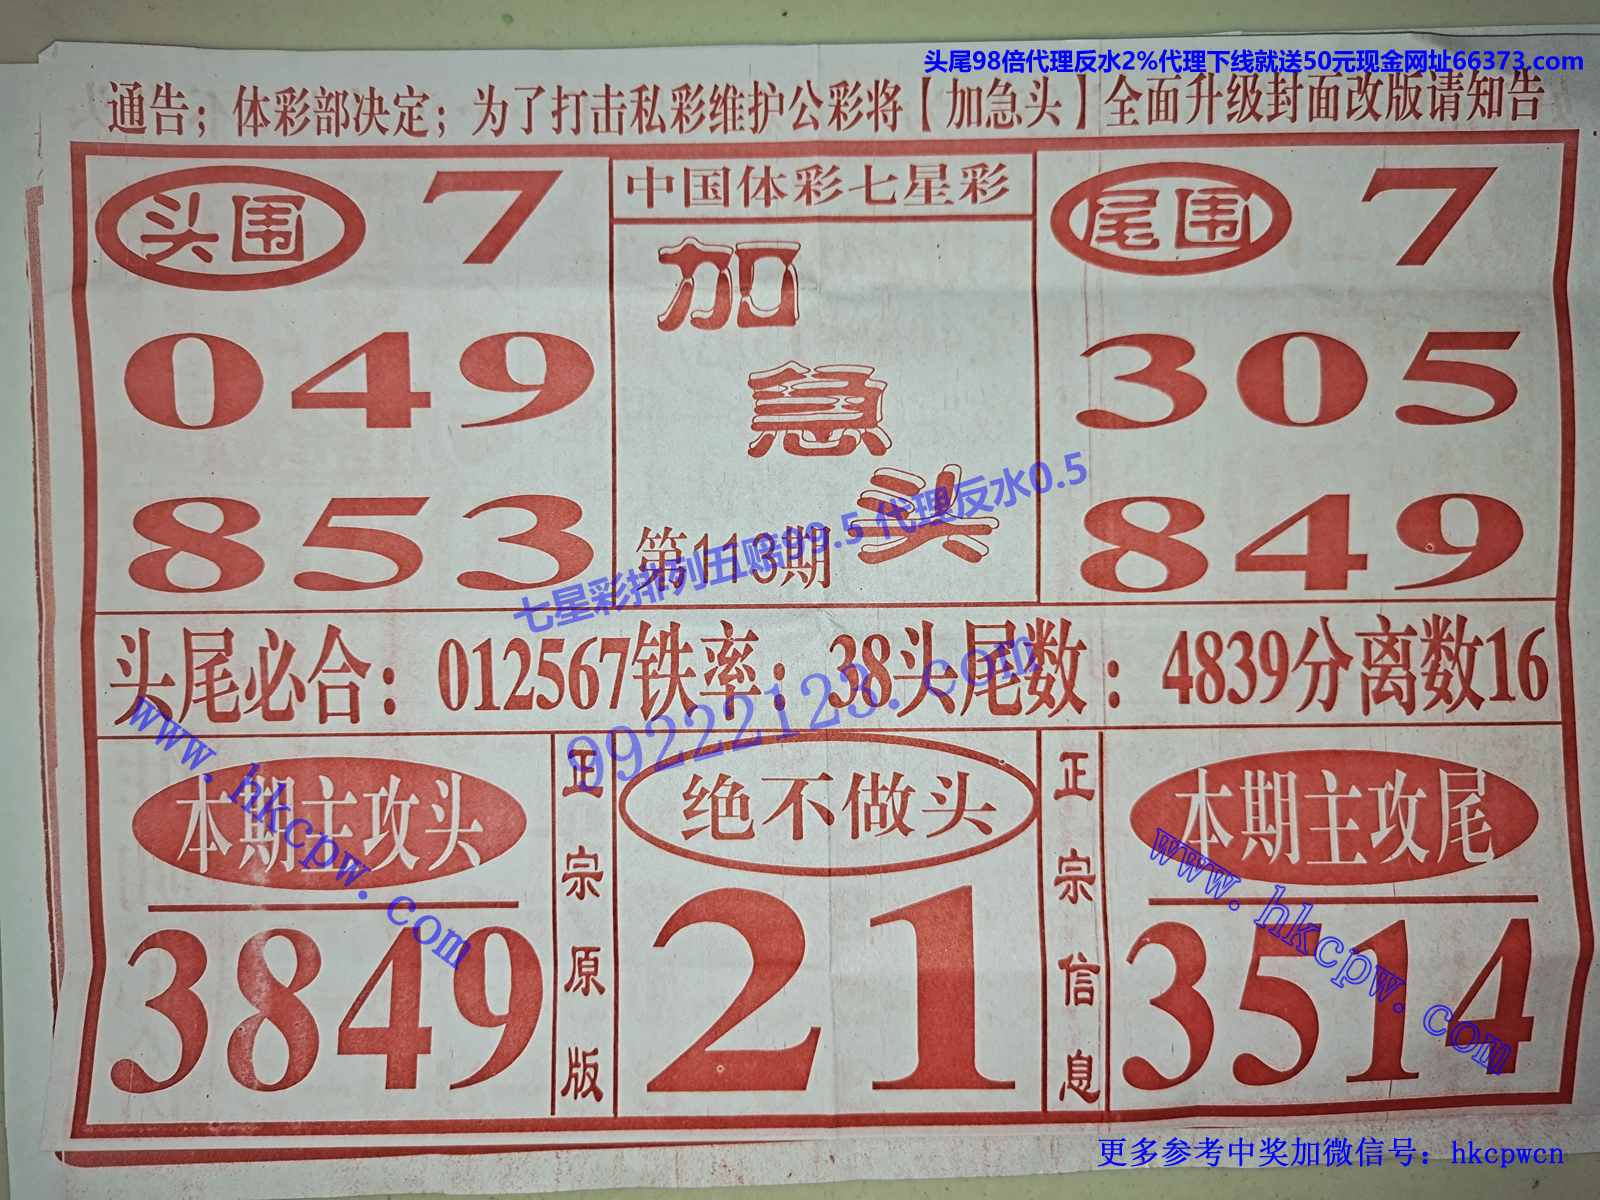 头尾98倍代理反水2%代理下线就送50元现金网址66373.com
通告；体彩部决定；为了打击私彩维护公彩将【加急头】全面升级封面改版请知告
头围 7
049
853
中国体彩七星彩
加
急
头
第113期
尾围 7
305
849
七星彩排列五赔99.5 代理反水0.5
头尾必合：012567铁率：38头尾数：4839分离数16
99222123.com
www.hkcpw.com
本期主攻头
3849
正宗原版
绝不做头
21
正宗信息
本期主攻尾
3514
www.hkcpw.com
更多参考中奖加微信号：hkcpwcn